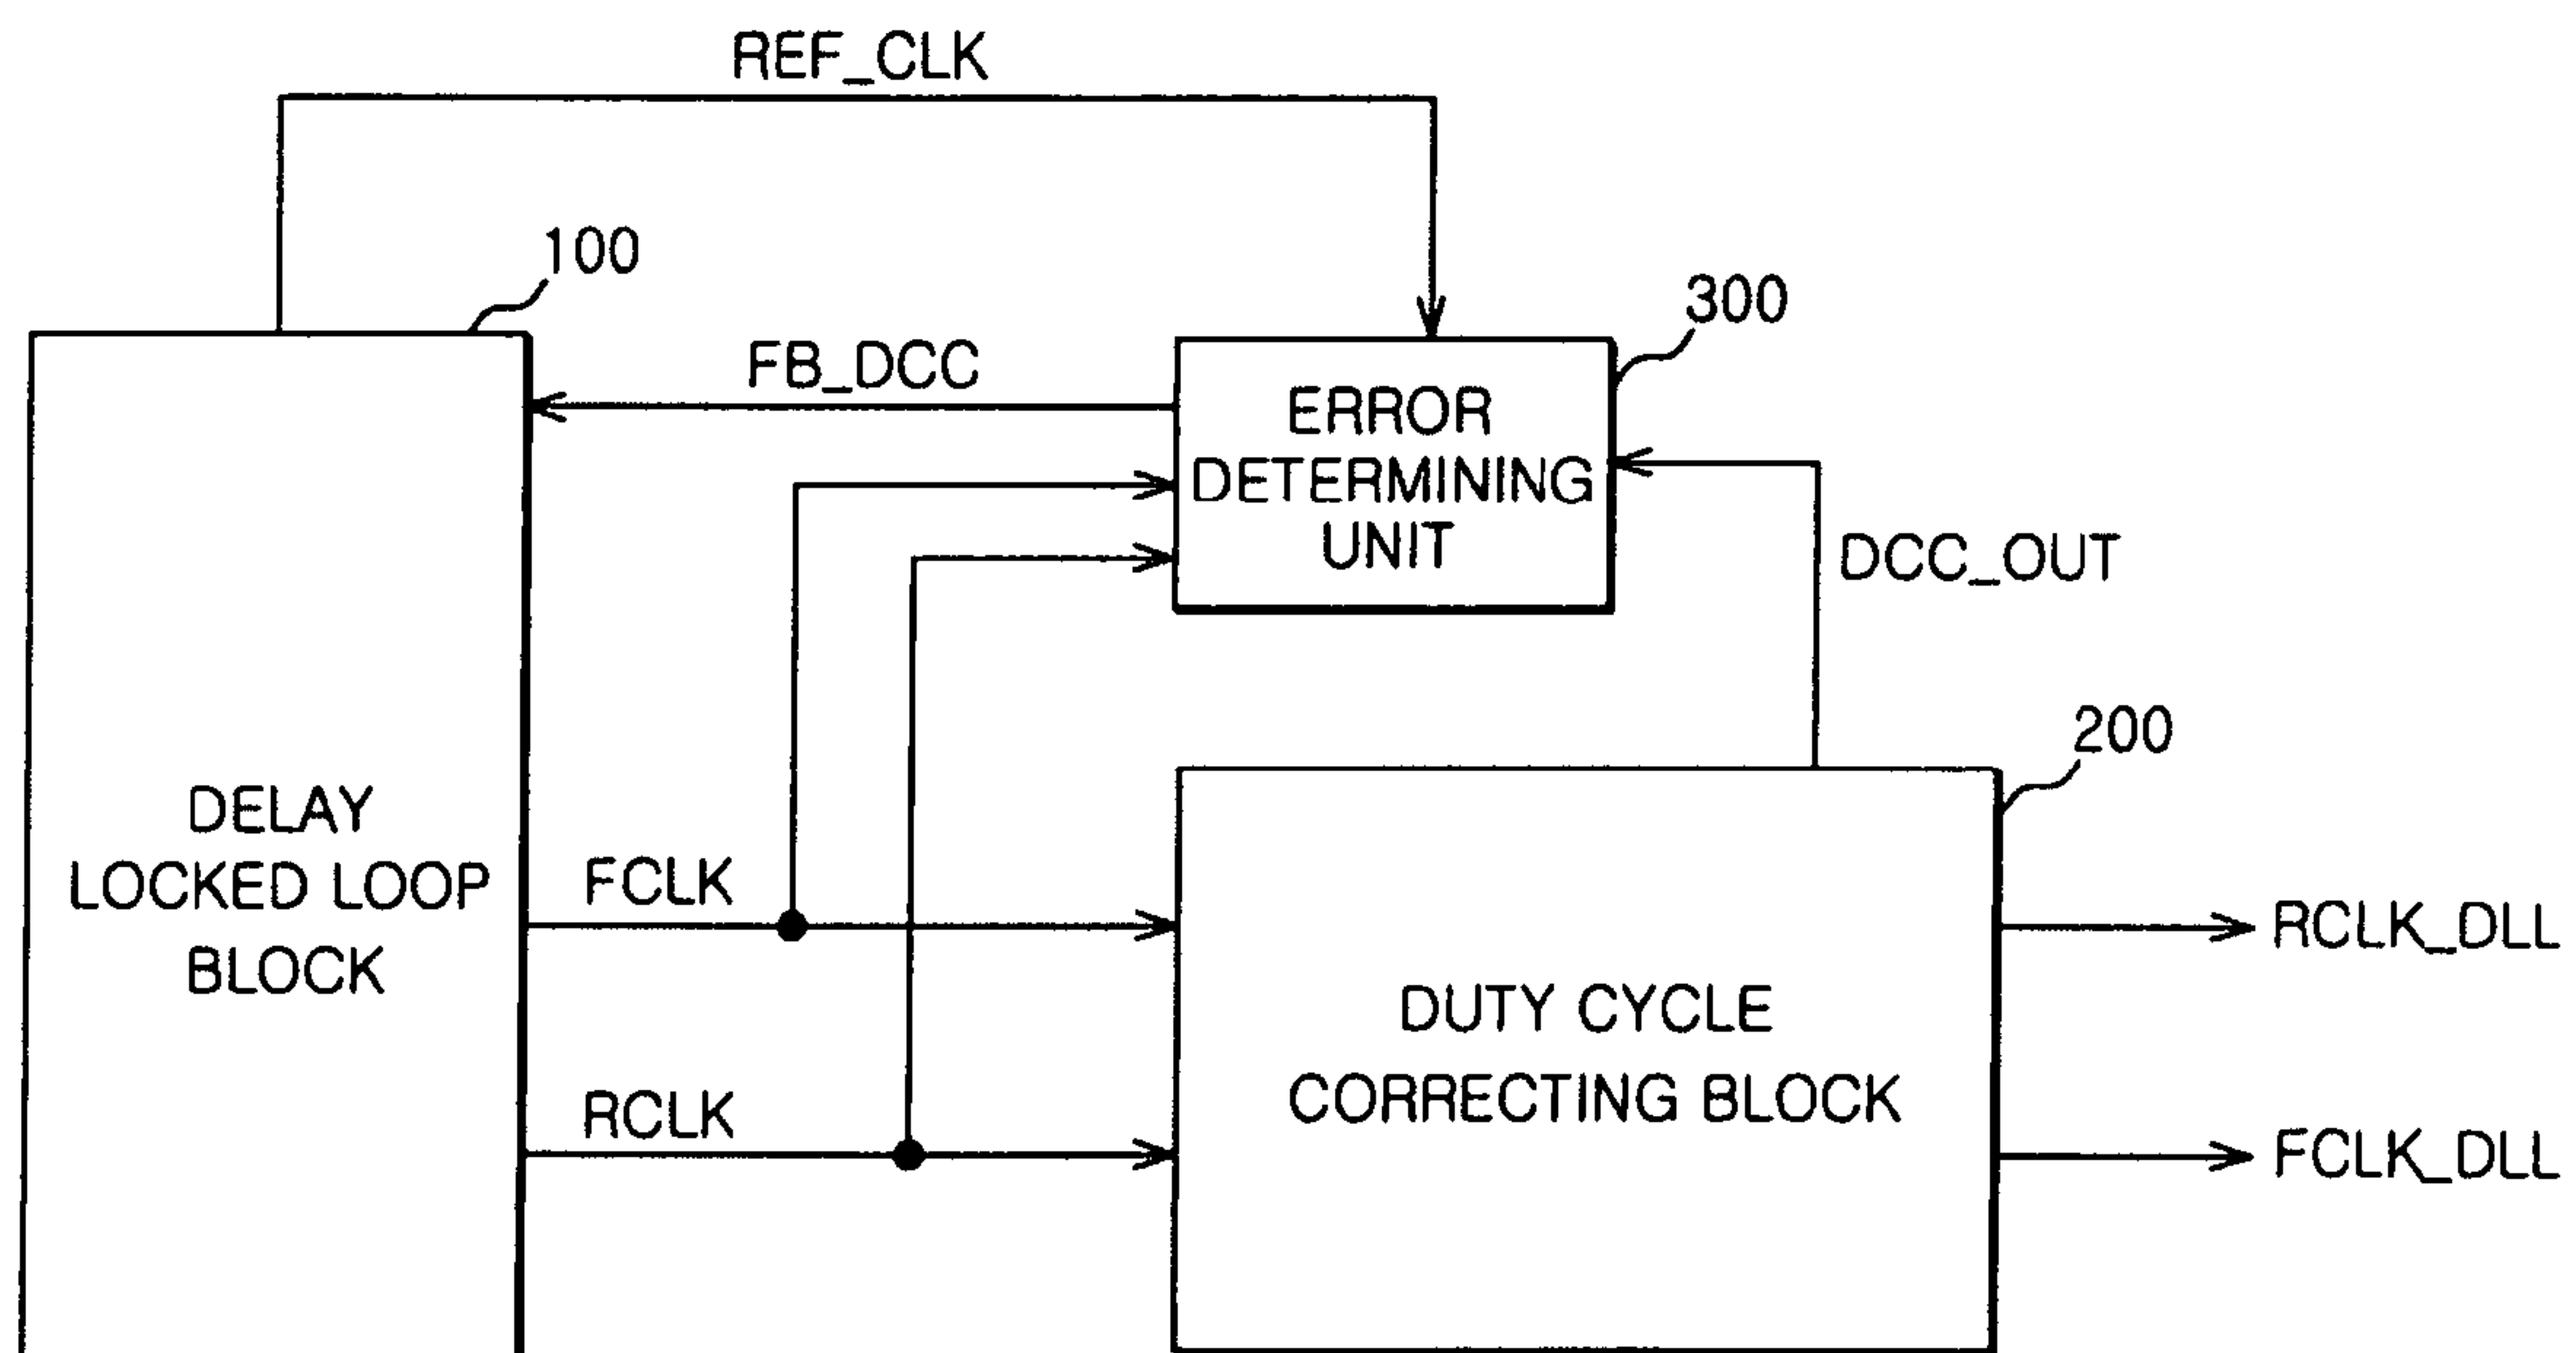 REF_CLK
100
300
FB_DCC
ERROR
DETERMINING
UNIT
DCC_OUT
200
DELAY
LOCKED LOOP
BLOCK
FCLK
RCLK_DLL
DUTY CYCLE
CORRECTING BLOCK
RCLK
FCLK_DLL